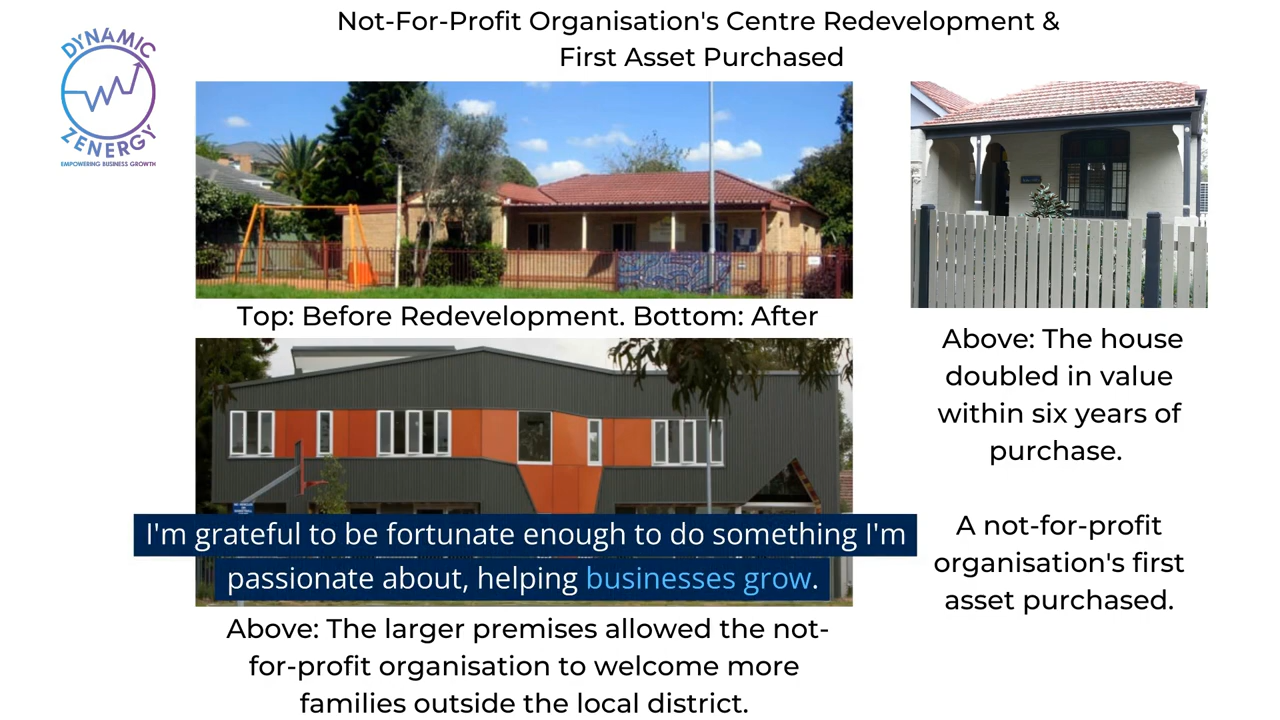 Not-For-Profit Organisation's Centre Redevelopment &
First Asset Purchased
DYNAMIC
ZENERGY
EMPOWERING BUSINESS GROWTH
Top: Before Redevelopment. Bottom: After
I'm grateful to be fortunate enough to do something I'm
passionate about, helping businesses grow.
Above: The larger premises allowed the not-
for-profit organisation to welcome more
families outside the local district.
Above: The house
doubled in value
within six years of
purchase.
A not-for-profit
organisation's first
asset purchased.